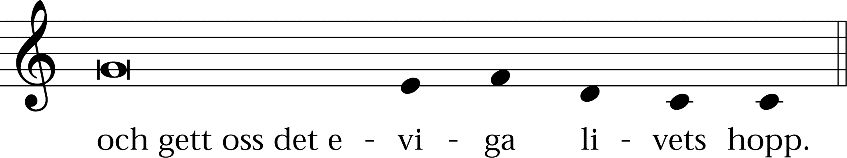 och gett oss det e - vi - ga li - vets hopp.